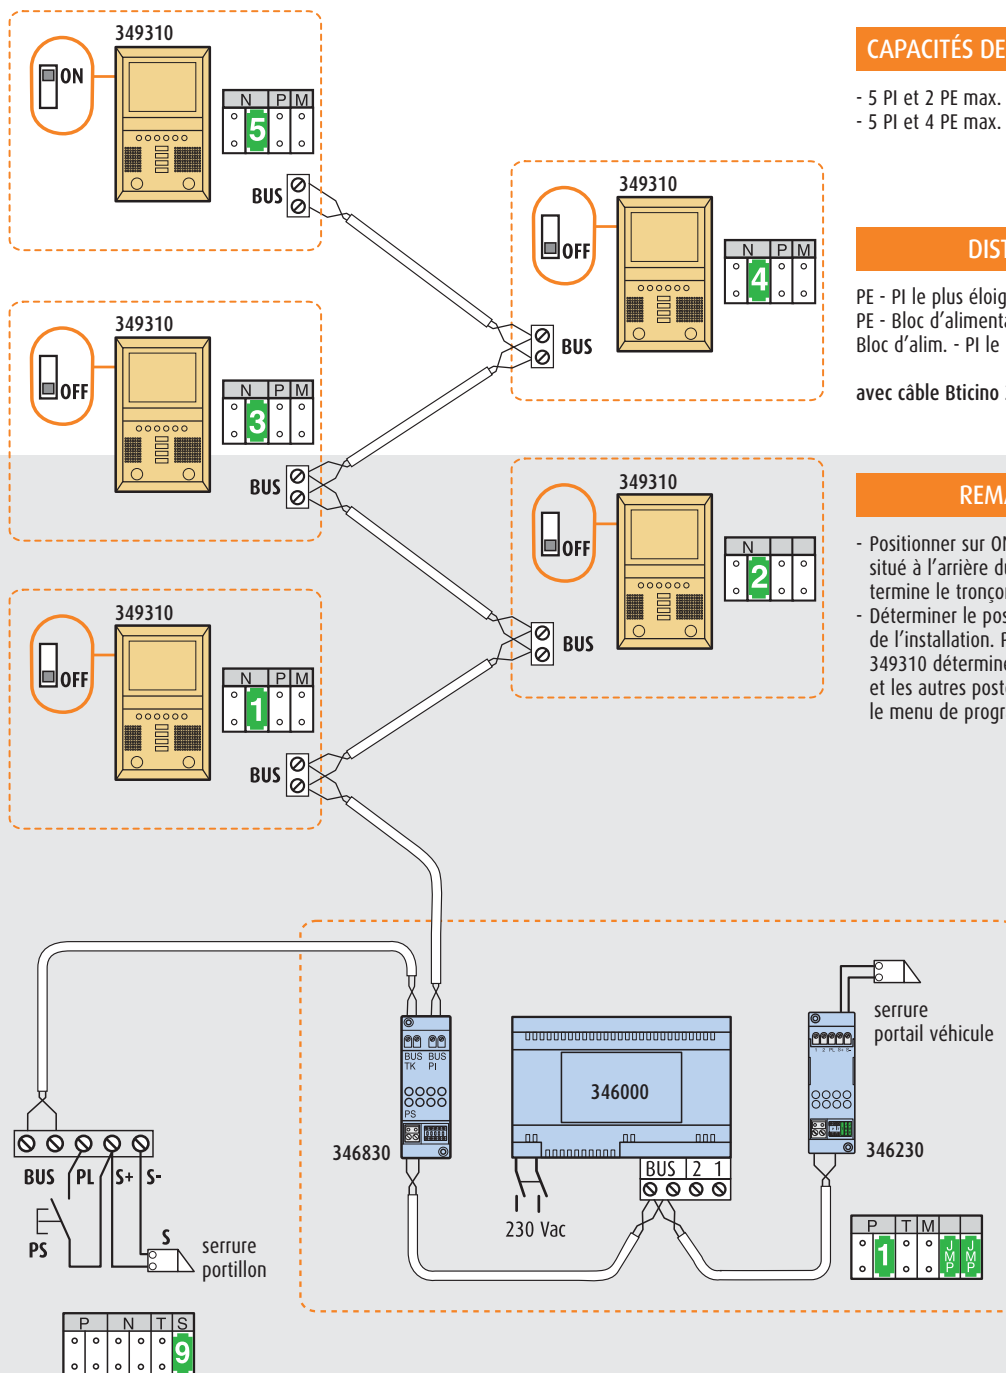 349310
ON
N P M
5
BUS
349310
OFF
N P M
4
BUS
349310
OFF
N P M
3
BUS
349310
OFF
N
2
BUS
349310
OFF
N P M
1
BUS
CAPACITÉS DE
- 5 PI et 2 PE max.
- 5 PI et 4 PE max.
DIST
PE - PI le plus éloig
PE - Bloc d'alimenta
Bloc d'alim. - PI le
avec câble Bticino
REMA
- Positionner sur ON
situé à l'arrière du
termine le tronçon
- Déterminer le pos
de l'installation. P
349310 détermine
et les autres poste
le menu de progr
BUS BUS
TK PI
PS
346830
346000
BUS 2 1
230 Vac
serrure
portail véhicule
1 2 PL S+ S-
346230
P T M
1 JMP JMP
BUS PL S+ S-
PS
S
serrure
portillon
P N T S
9